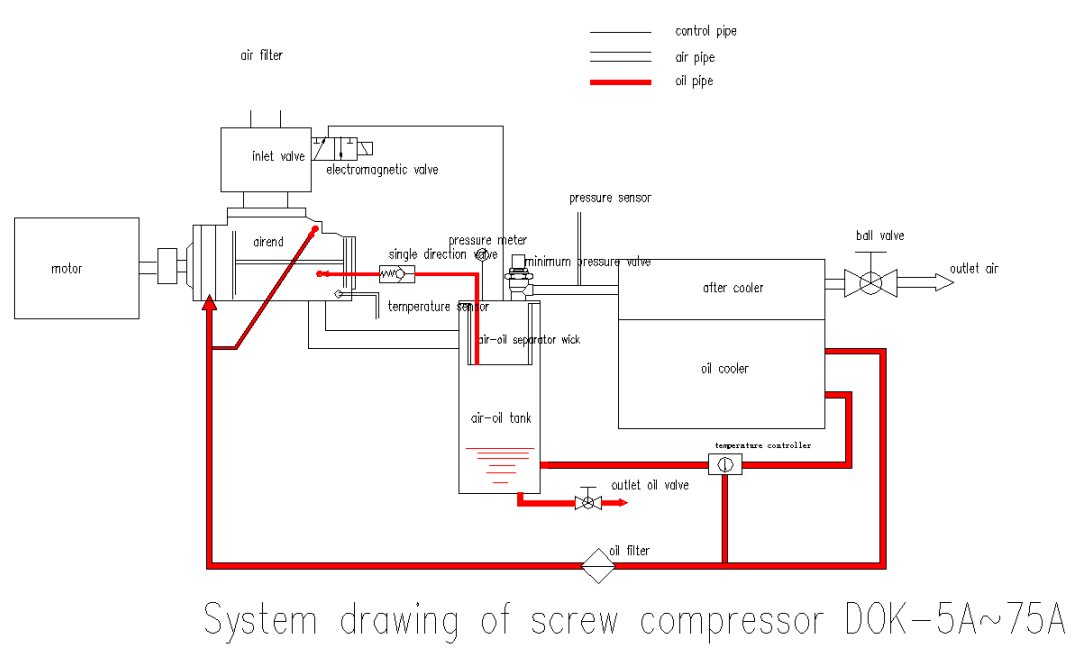 control pipe
air pipe
oil pipe
air filter
inlet valve
electromagnetic valve
pressure sensor
ball valve
airend
pressure meter
single direction valve
minimum pressure valve
motor
outlet air
after cooler
temperature sensor
air-oil separator wick
oil cooler
air-oil tank
temperature controller
outlet oil valve
oil filter
System drawing of screw compressor DOK-5A~75A